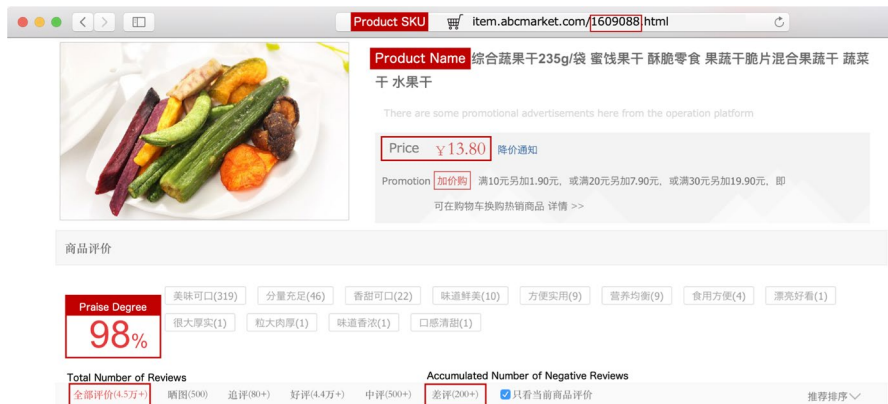 Product SKU item.abcmarket.com/1609088.html
Product Name 综合蔬果干235g/袋 蜜饯果干 酥脆零食 果蔬干脆片混合果蔬干 蔬菜
干 水果干
There are some promotional advertisements here from the operation platform
Price ¥13.80 降价通知
Promotion 加价购 满10元另加1.90元，或满20元另加7.90元，或满30元另加19.90元，即
可在购物车换购热销商品 详情 >>
商品评价
Praise Degree
98%
美味可口(319) 分量充足(46) 香甜可口(22) 味道鲜美(10) 方便实用(9) 营养均衡(9) 食用方便(4) 漂亮好看(1)
很大厚实(1) 粒大肉厚(1) 味道香浓(1) 口感清甜(1)
Total Number of Reviews Accumulated Number of Negative Reviews
全部评价(4.5万+) 晒图(500) 追评(80+) 好评(4.4万+) 中评(500+) 差评(200+) 只看当前商品评价 推荐排序